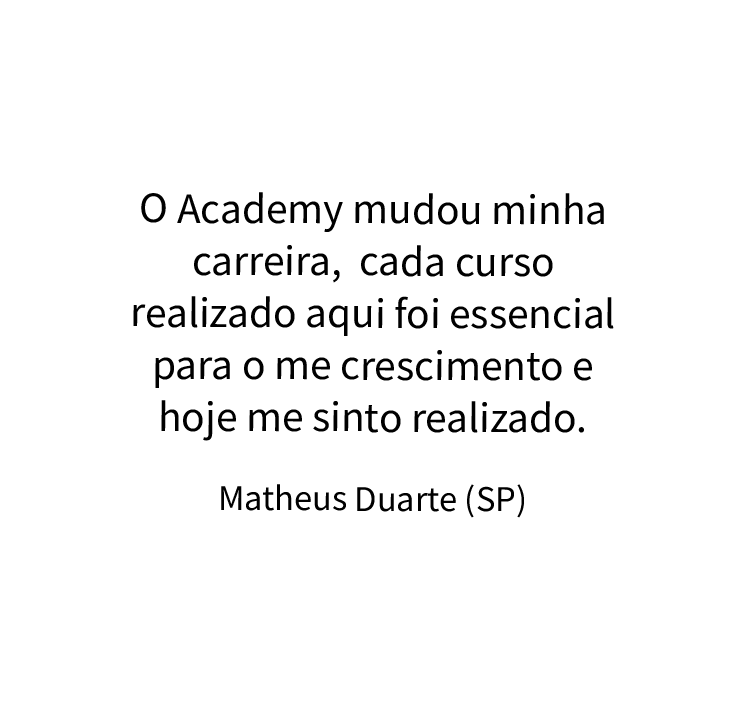 O Academy mudou minha
carreira,  cada curso
realizado aqui foi essencial
para o me crescimento e
hoje me sinto realizado.
Matheus Duarte (SP)